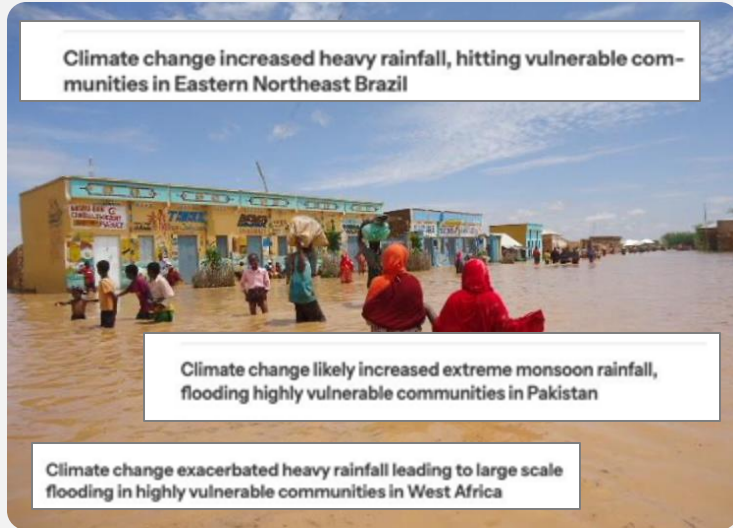 Climate change increased heavy rainfall, hitting vulnerable com-
munities in Eastern Northeast Brazil
Climate change likely increased extreme monsoon rainfall,
flooding highly vulnerable communities in Pakistan
Climate change exacerbated heavy rainfall leading to large scale
flooding in highly vulnerable communities in West Africa